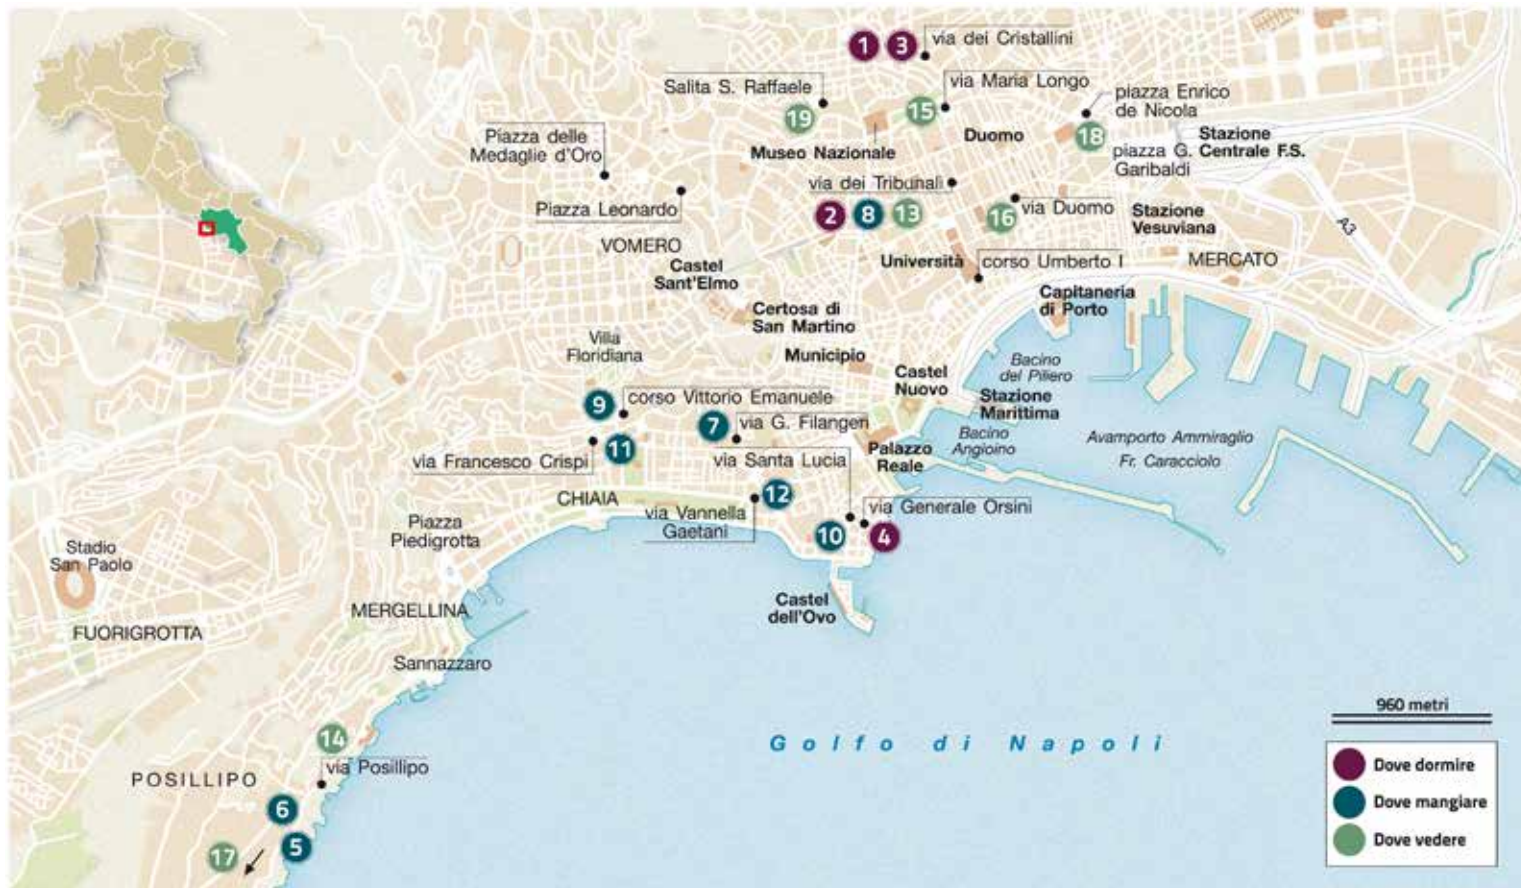 1
3
via dei Cristallini
Salita S. Raffaele
19
15
via Maria Longo
piazza Enrico
de Nicola
18
Duomo
Museo Nazionale
Stazione
Centrale F.S.
piazza G.
Garibaldi
Piazza delle
Medaglie d'Oro
Piazza Leonardo
via dei Tribunali
2
8
13
16
via Duomo
Stazione
Vesuviana
A3
VOMERO
Castel
Sant'Elmo
Università
corso Umberto I
MERCATO
Capitaneria
di Porto
Certosa di
San Martino
Villa
Floridiana
Municipio
Castel
Nuovo
Bacino
del Piliero
Stazione
Marittima
9
corso Vittorio Emanuele
7
via G. Filangeri
11
via Francesco Crispi
via Santa Lucia
Palazzo
Reale
Bacino
Angioino
Avamporto Ammiraglio
Fr. Caracciolo
CHIAIA
12
via Vannella
Gaetani
via Generale Orsini
10
4
Piazza
Piedigrotta
Stadio
San Paolo
Castel
dell'Ovo
MERGELLINA
FUORIGROTTA
Sannazzaro
14
via Posillipo
POSILLIPO
6
5
17
Golfo di Napoli
960 metri
Dove dormire
Dove mangiare
Dove vedere